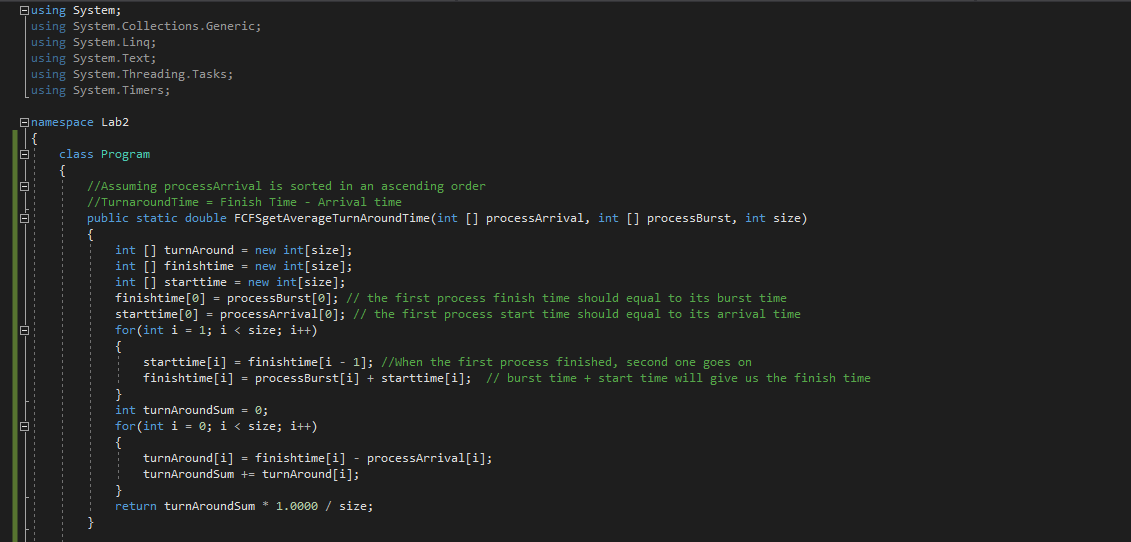 using System;
using System.Collections.Generic;
using System.Linq;
using System.Text;
using System.Threading.Tasks;
using System.Timers;
namespace Lab2
{
class Program
{
//Assuming processArrival is sorted in an ascending order
//TurnaroundTime = Finish Time - Arrival time
public static double FCFSgetAverageTurnAroundTime(int [] processArrival, int [] processBurst, int size)
{
int [] turnAround = new int[size];
int [] finishtime = new int[size];
int [] starttime = new int[size];
finishtime[0] = processBurst[0]; // the first process finish time should equal to its burst time
starttime[0] = processArrival[0]; // the first process start time should equal to its arrival time
for(int i = 1; i < size; i++)
{
starttime[i] = finishtime[i - 1]; //When the first process finished, second one goes on
finishtime[i] = processBurst[i] + starttime[i];  // burst time + start time will give us the finish time
}
int turnAroundSum = 0;
for(int i = 0; i < size; i++)
{
turnAround[i] = finishtime[i] - processArrival[i];
turnAroundSum += turnAround[i];
}
return turnAroundSum * 1.0000 / size;
}